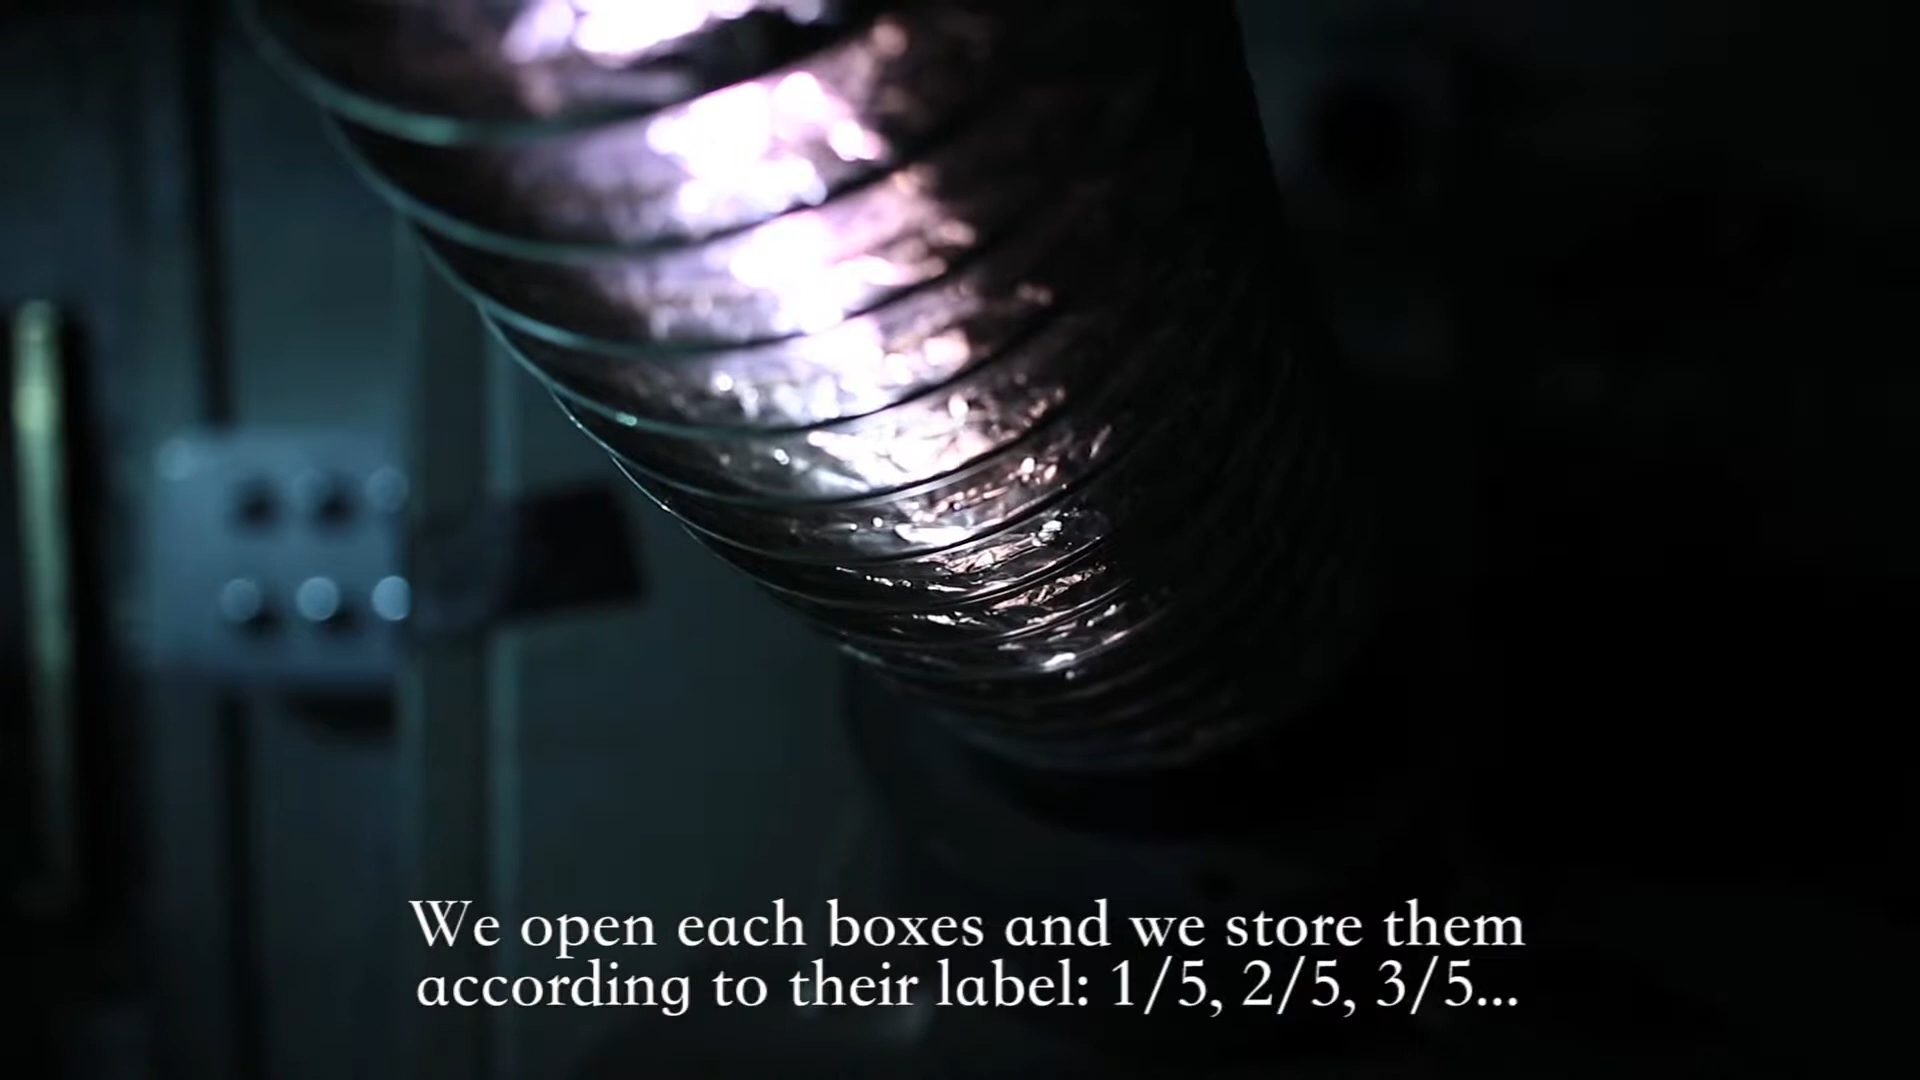 We open each boxes and we store them
according to their label: 1/5, 2/5, 3/5...